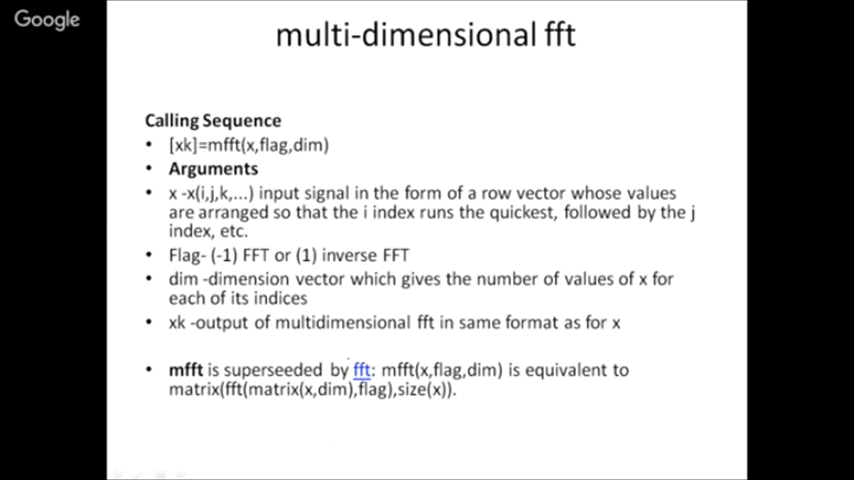 Google
multi-dimensional fft
Calling Sequence
• [xk]=mfft(x,flag,dim)
• Arguments
• x -x(i,j,k,...) input signal in the form of a row vector whose values
are arranged so that the i index runs the quickest, followed by the j
index, etc.
• Flag- (-1) FFT or (1) inverse FFT
• dim -dimension vector which gives the number of values of x for
each of its indices
• xk -output of multidimensional fft in same format as for x
• mfft is superseeded by fft: mfft(x,flag,dim) is equivalent to
matrix(fft(matrix(x,dim),flag),size(x)).